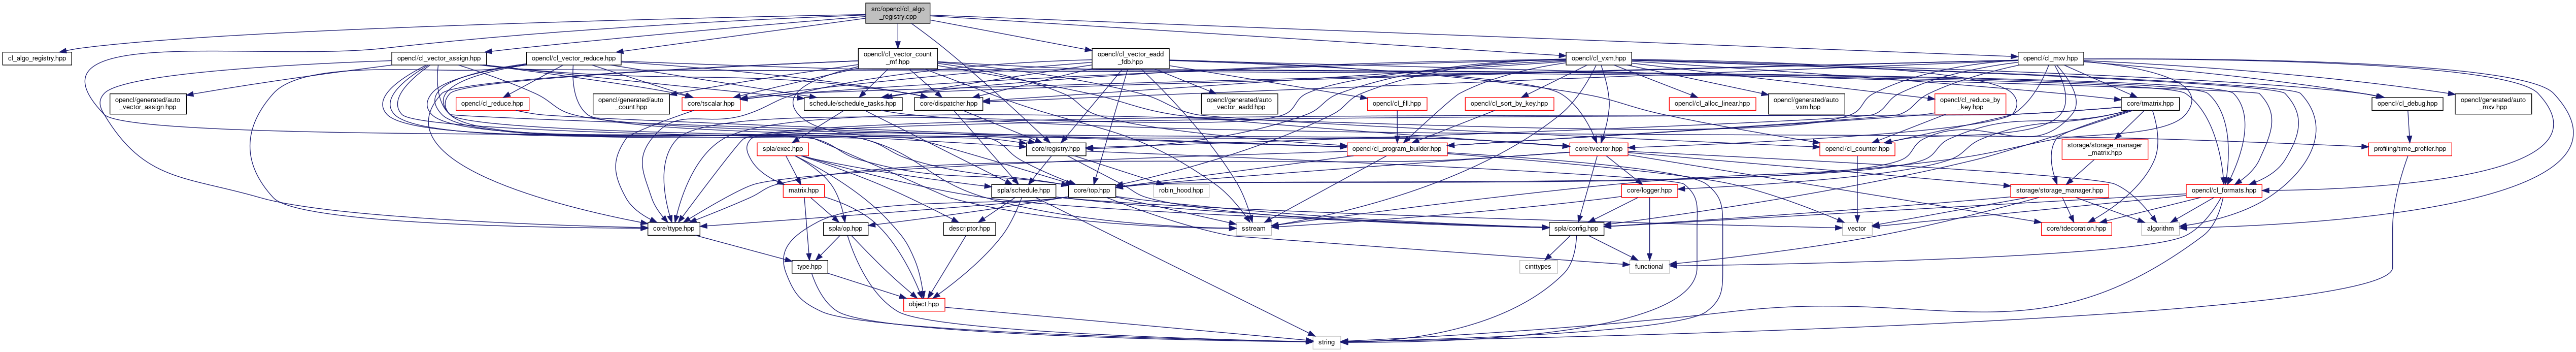 src/opencl/cl_algo
_registry.cpp
cl_algo_registry.hpp
opencl/cl_vector_assign.hpp
opencl/cl_vector_reduce.hpp
opencl/cl_vector_count
_mf.hpp
opencl/cl_vector_eadd
_fdb.hpp
opencl/cl_vxm.hpp
opencl/cl_mxv.hpp
opencl/generated/auto
_vector_assign.hpp
opencl/cl_reduce.hpp
opencl/generated/auto
_count.hpp
core/tscalar.hpp
schedule/schedule_tasks.hpp
core/dispatcher.hpp
opencl/generated/auto
_vector_eadd.hpp
opencl/cl_fill.hpp
opencl/cl_sort_by_key.hpp
opencl/cl_alloc_linear.hpp
opencl/generated/auto
_vxm.hpp
opencl/cl_reduce_by
_key.hpp
core/tmatrix.hpp
opencl/cl_debug.hpp
opencl/generated/auto
_mxv.hpp
spla/exec.hpp
core/registry.hpp
opencl/cl_program_builder.hpp
core/tvector.hpp
opencl/cl_counter.hpp
storage/storage_manager
_matrix.hpp
profiling/time_profiler.hpp
matrix.hpp
spla/schedule.hpp
core/top.hpp
robin_hood.hpp
core/logger.hpp
storage/storage_manager.hpp
opencl/cl_formats.hpp
core/ttype.hpp
spla/op.hpp
descriptor.hpp
sstream
spla/config.hpp
vector
core/tdecoration.hpp
algorithm
type.hpp
cinttypes
functional
object.hpp
string